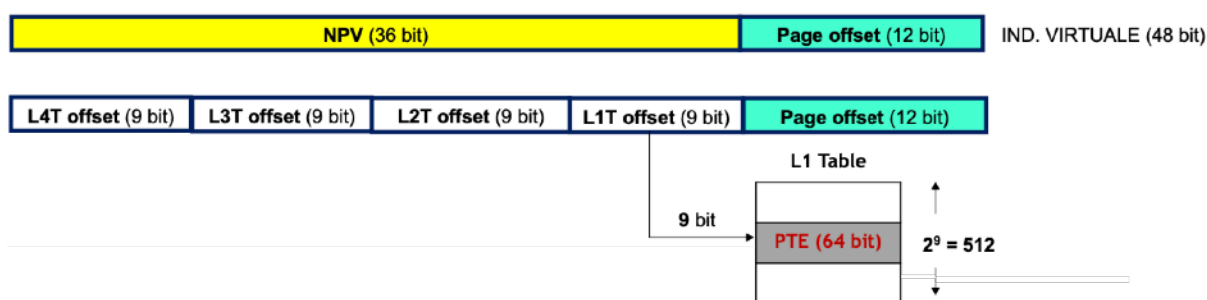 NPV (36 bit) Page offset (12 bit) IND. VIRTUALE (48 bit)
L4T offset (9 bit) L3T offset (9 bit) L2T offset (9 bit) L1T offset (9 bit) Page offset (12 bit)
L1 Table
9 bit
PTE (64 bit) 2⁹ = 512